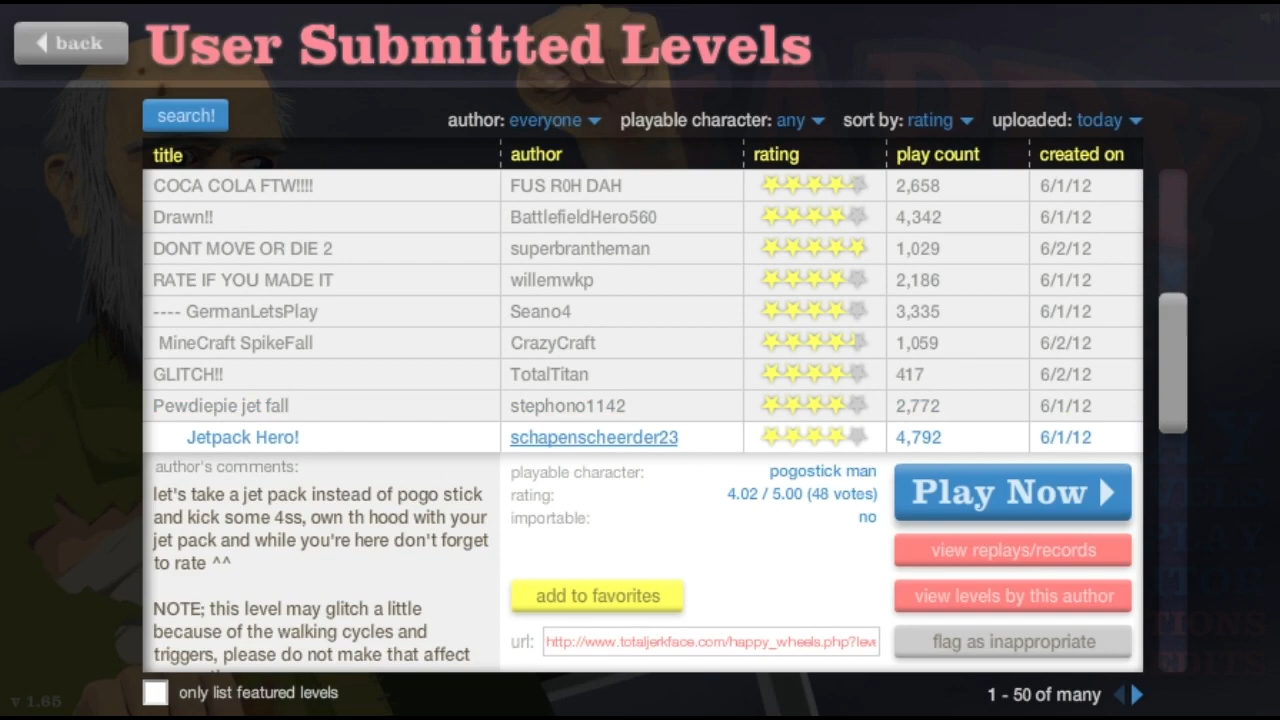 back
User Submitted Levels
search!
author: everyone playable character: any sort by: rating uploaded: today
title author rating play count created on
COCA COLA FTW!!!! FUS R0H DAH 2,658 6/1/12
Drawn!! BattlefieldHero560 4,342 6/1/12
DONT MOVE OR DIE 2 superbrantheman 1,029 6/2/12
RATE IF YOU MADE IT willemwkp 2,186 6/1/12
---- GermanLetsPlay Seano4 3,335 6/1/12
MineCraft SpikeFall CrazyCraft 1,059 6/2/12
GLITCH!! TotalTitan 417 6/2/12
Pewdiepie jet fall stephono1142 2,772 6/1/12
Jetpack Hero! schapenscheerder23 4,792 6/1/12
author's comments:
let's take a jet pack instead of pogo stick
and kick some 4ss, own th hood with your
jet pack and while you're here don't forget
to rate ^^
NOTE; this level may glitch a little
because of the walking cycles and
triggers, please do not make that affect
playable character: pogostick man
rating: 4.02 / 5.00 (48 votes)
importable: no
add to favorites
url: http://www.totaljerkface.com/happy_wheels.php?leve
Play Now
view replays/records
view levels by this author
flag as inappropriate
only list featured levels
1 - 50 of many
v 1.65